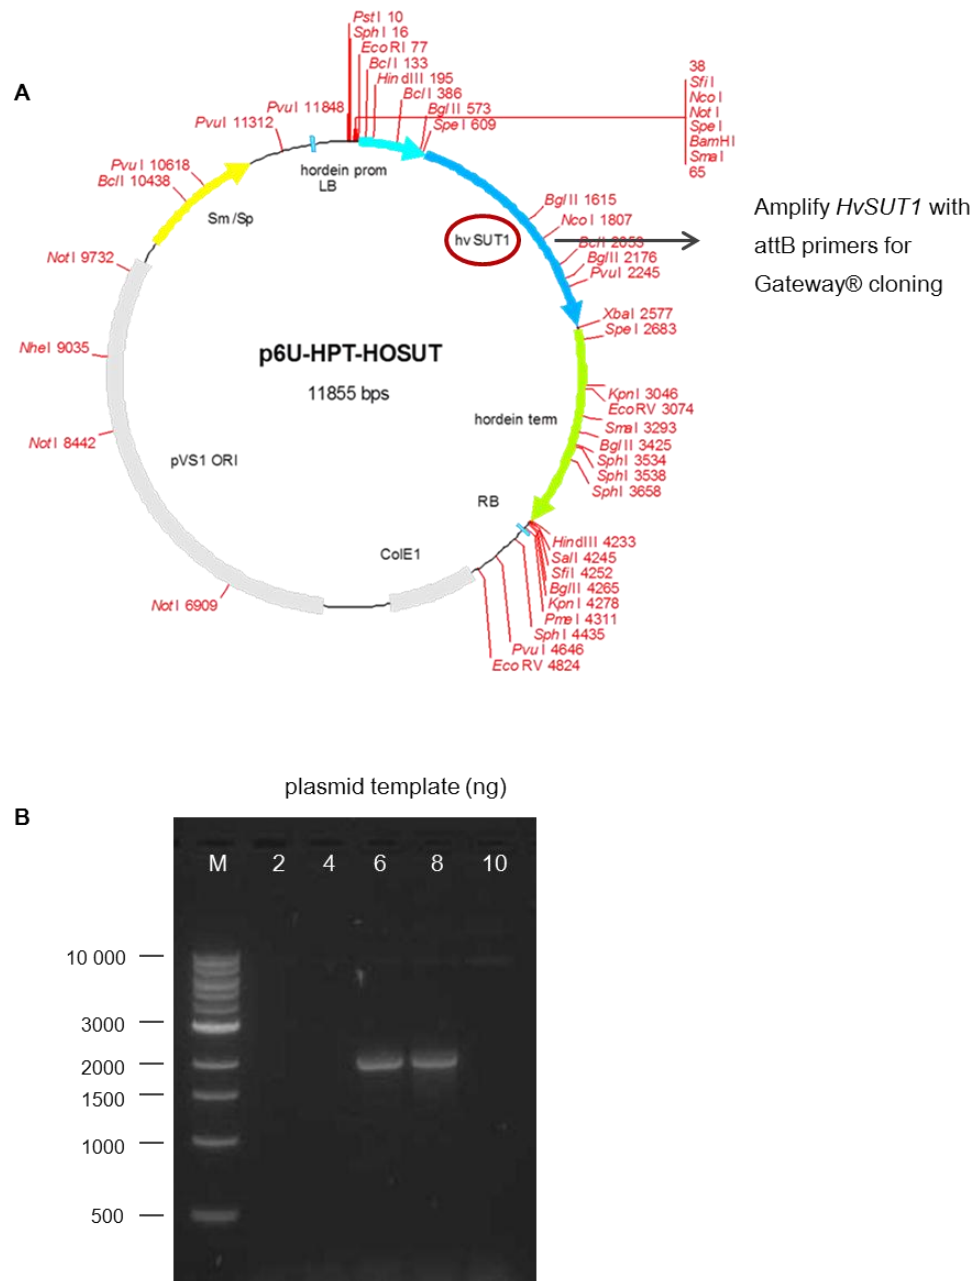 A
PstI 10
SphI 16
EcoRI 77
BclI 133
HindIII 195
BclI 386
BglII 573
SpeI 609
38
SfiI
NcoI
NotI
SpeI
BamHI
SmaI
65
PvuI 11848
PvuI 11312
PvuI 10618
BclI 10438
NotI 9732
NheI 9035
NotI 8442
NotI 6909
hordein prom
LB
Sm/Sp
hvSUT1
BglII 1615
NcoI 1807
BclI 2053
BglII 2176
PvuI 2245
XbaI 2577
SpeI 2683
Amplify HvSUT1 with
attB primers for
Gateway® cloning
p6U-HPT-HOSUT
11855 bps
hordein term
KpnI 3046
EcoRV 3074
SmaI 3293
BglII 3425
SphI 3534
SphI 3538
SphI 3658
pVS1 ORI
RB
ColE1
HindIII 4233
SalI 4245
SfiI 4252
BglII 4265
KpnI 4278
PmeI 4311
SphI 4435
PvuI 4646
EcoRV 4824
plasmid template (ng)
B
M 2 4 6 8 10
10 000
3000
2000
1500
1000
500